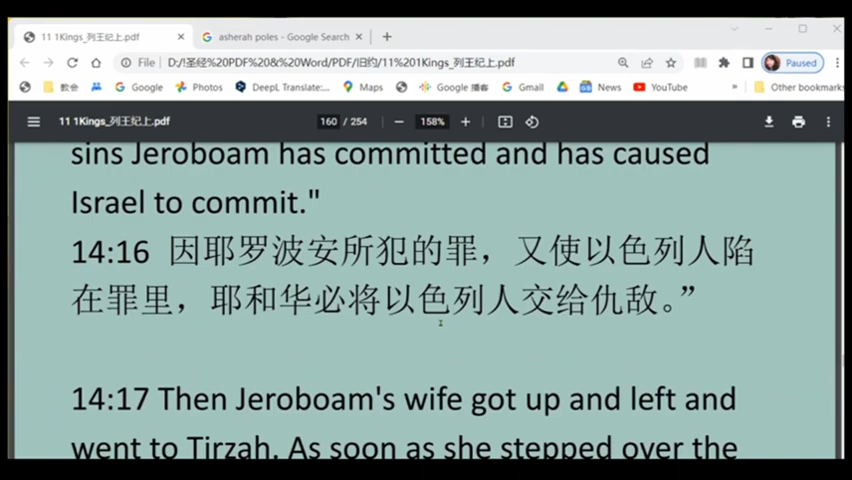 11 1Kings_列王纪上.pdf
asherah poles - Google Search
File D:/!圣经%20PDF%20&%20Word/PDF/旧约/11%201Kings_列王纪上.pdf
Paused
教会 Google Photos DeepL Translate:... Maps Google 播客 Gmail News YouTube » Other bookmarks
11 1Kings_列王纪上.pdf 160 / 254 158%
sins Jeroboam has committed and has caused
Israel to commit."
14:16 因耶罗波安所犯的罪，又使以色列人陷
在罪里，耶和华必将以色列人交给仇敌。”
14:17 Then Jeroboam's wife got up and left and
went to Tirzah. As soon as she stepped over the